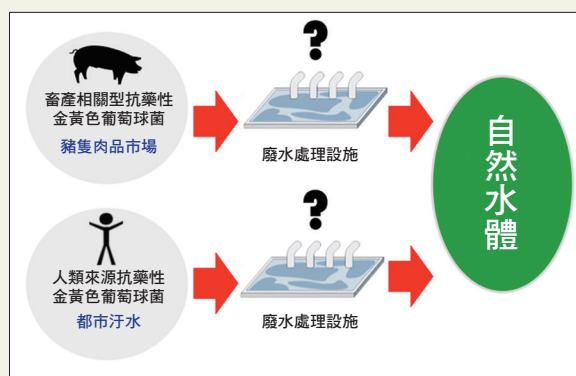 ?
畜產相關型抗藥性
金黃色葡萄球菌
豬隻肉品市場
廢水處理設施
?
人類來源抗藥性
金黃色葡萄球菌
都市汙水
廢水處理設施
自然水體